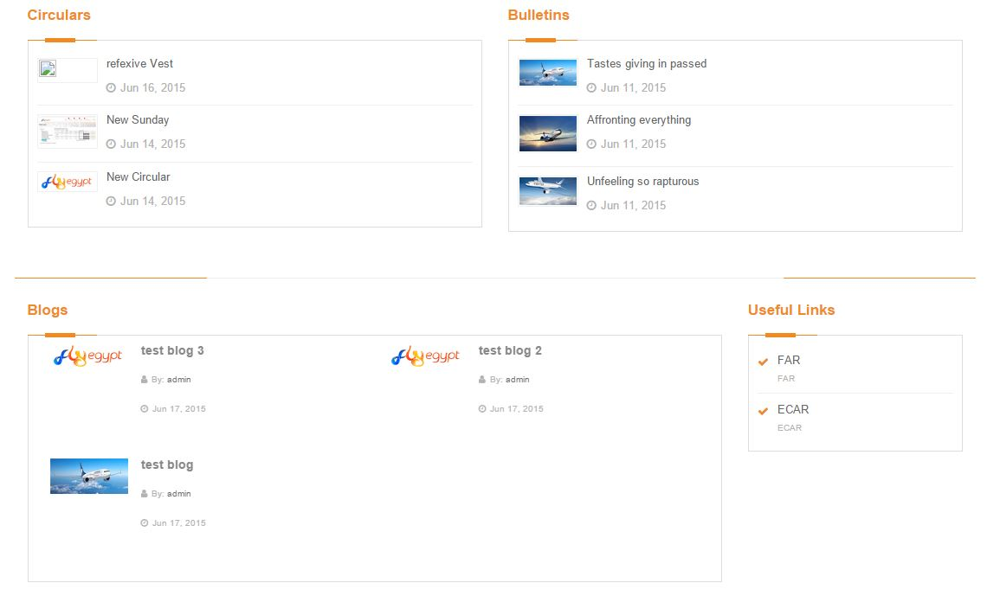 Circulars
refexive Vest
Jun 16, 2015
New Sunday
Jun 14, 2015
flyegypt
New Circular
Jun 14, 2015
Bulletins
Tastes giving in passed
Jun 11, 2015
Affronting everything
Jun 11, 2015
Unfeeling so rapturous
Jun 11, 2015
Blogs
flyegypt
test blog 3
By: admin
Jun 17, 2015
flyegypt
test blog 2
By: admin
Jun 17, 2015
test blog
By: admin
Jun 17, 2015
Useful Links
FAR
FAR
ECAR
ECAR